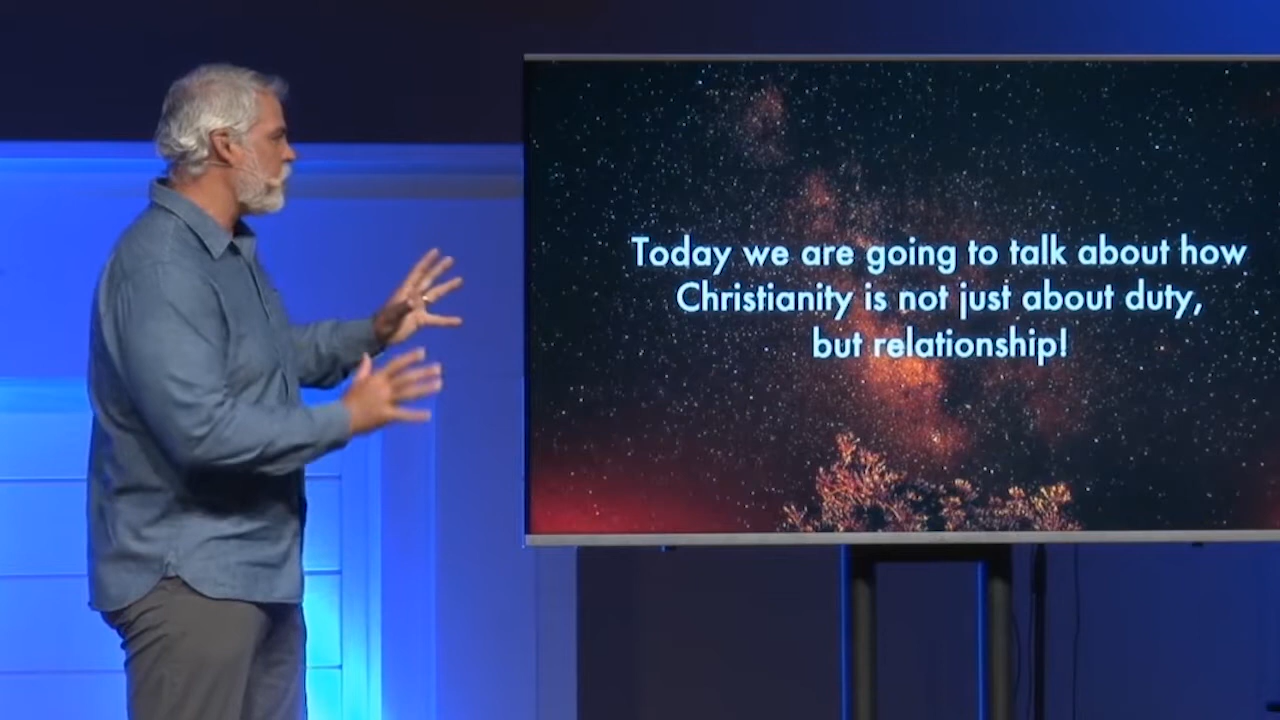 Today we are going to talk about how
Christianity is not just about duty,
but relationship!